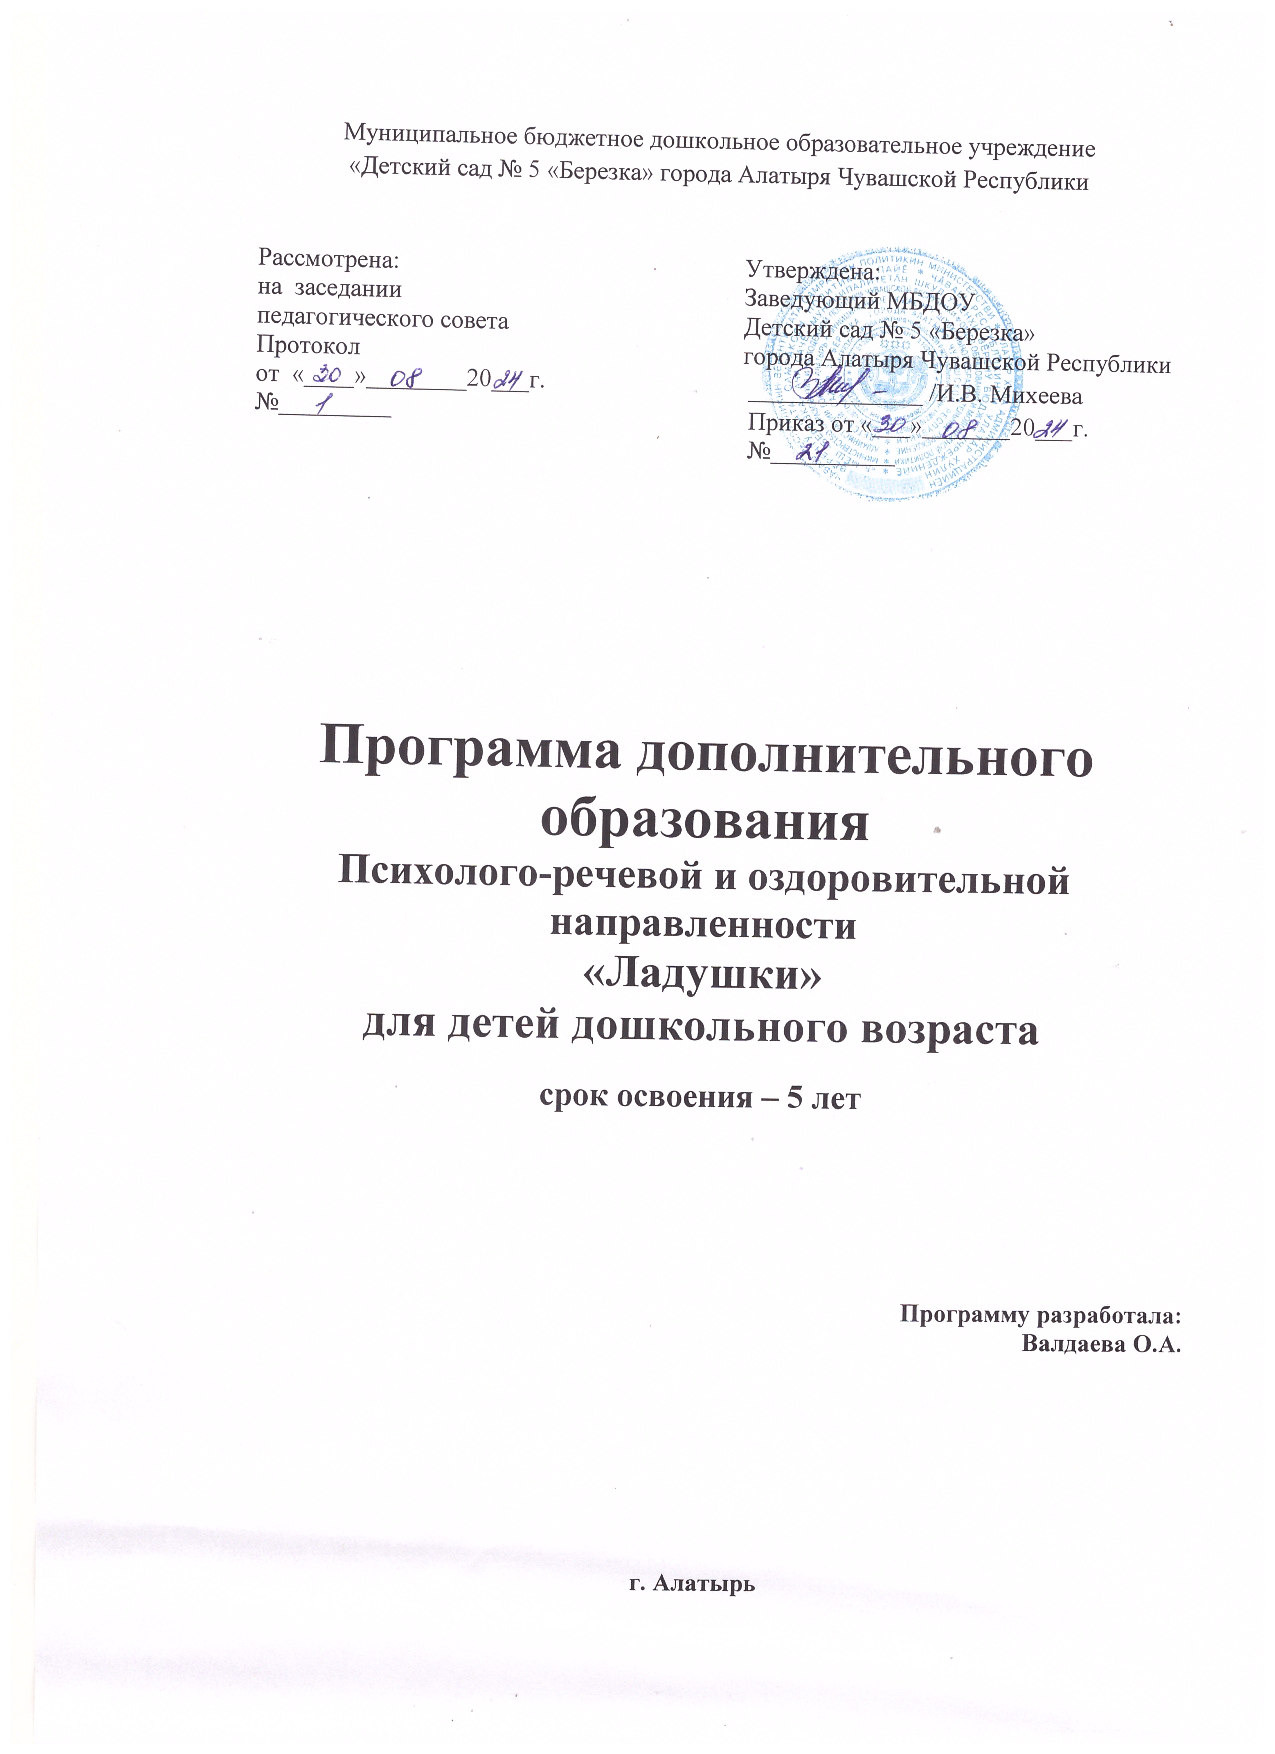 Муниципальное бюджетное дошкольное образовательное учреждение
«Детский сад № 5 «Березка» города Алатыря Чувашской Республики
Рассмотрена:
на заседании
педагогического совета
Протокол
от «30» 08 2024 г.
№ 1
Утверждена:
Заведующий МБДОУ
Детский сад № 5 «Березка»
города Алатыря Чувашской Республики
/И.В. Михеева
Приказ от «30» 08 2024 г.
№ 21
Программа дополнительного
образования
Психолого-речевой и оздоровительной
направленности
«Ладушки»
для детей дошкольного возраста
срок освоения – 5 лет
Программу разработала:
Валдаева О.А.
г. Алатырь